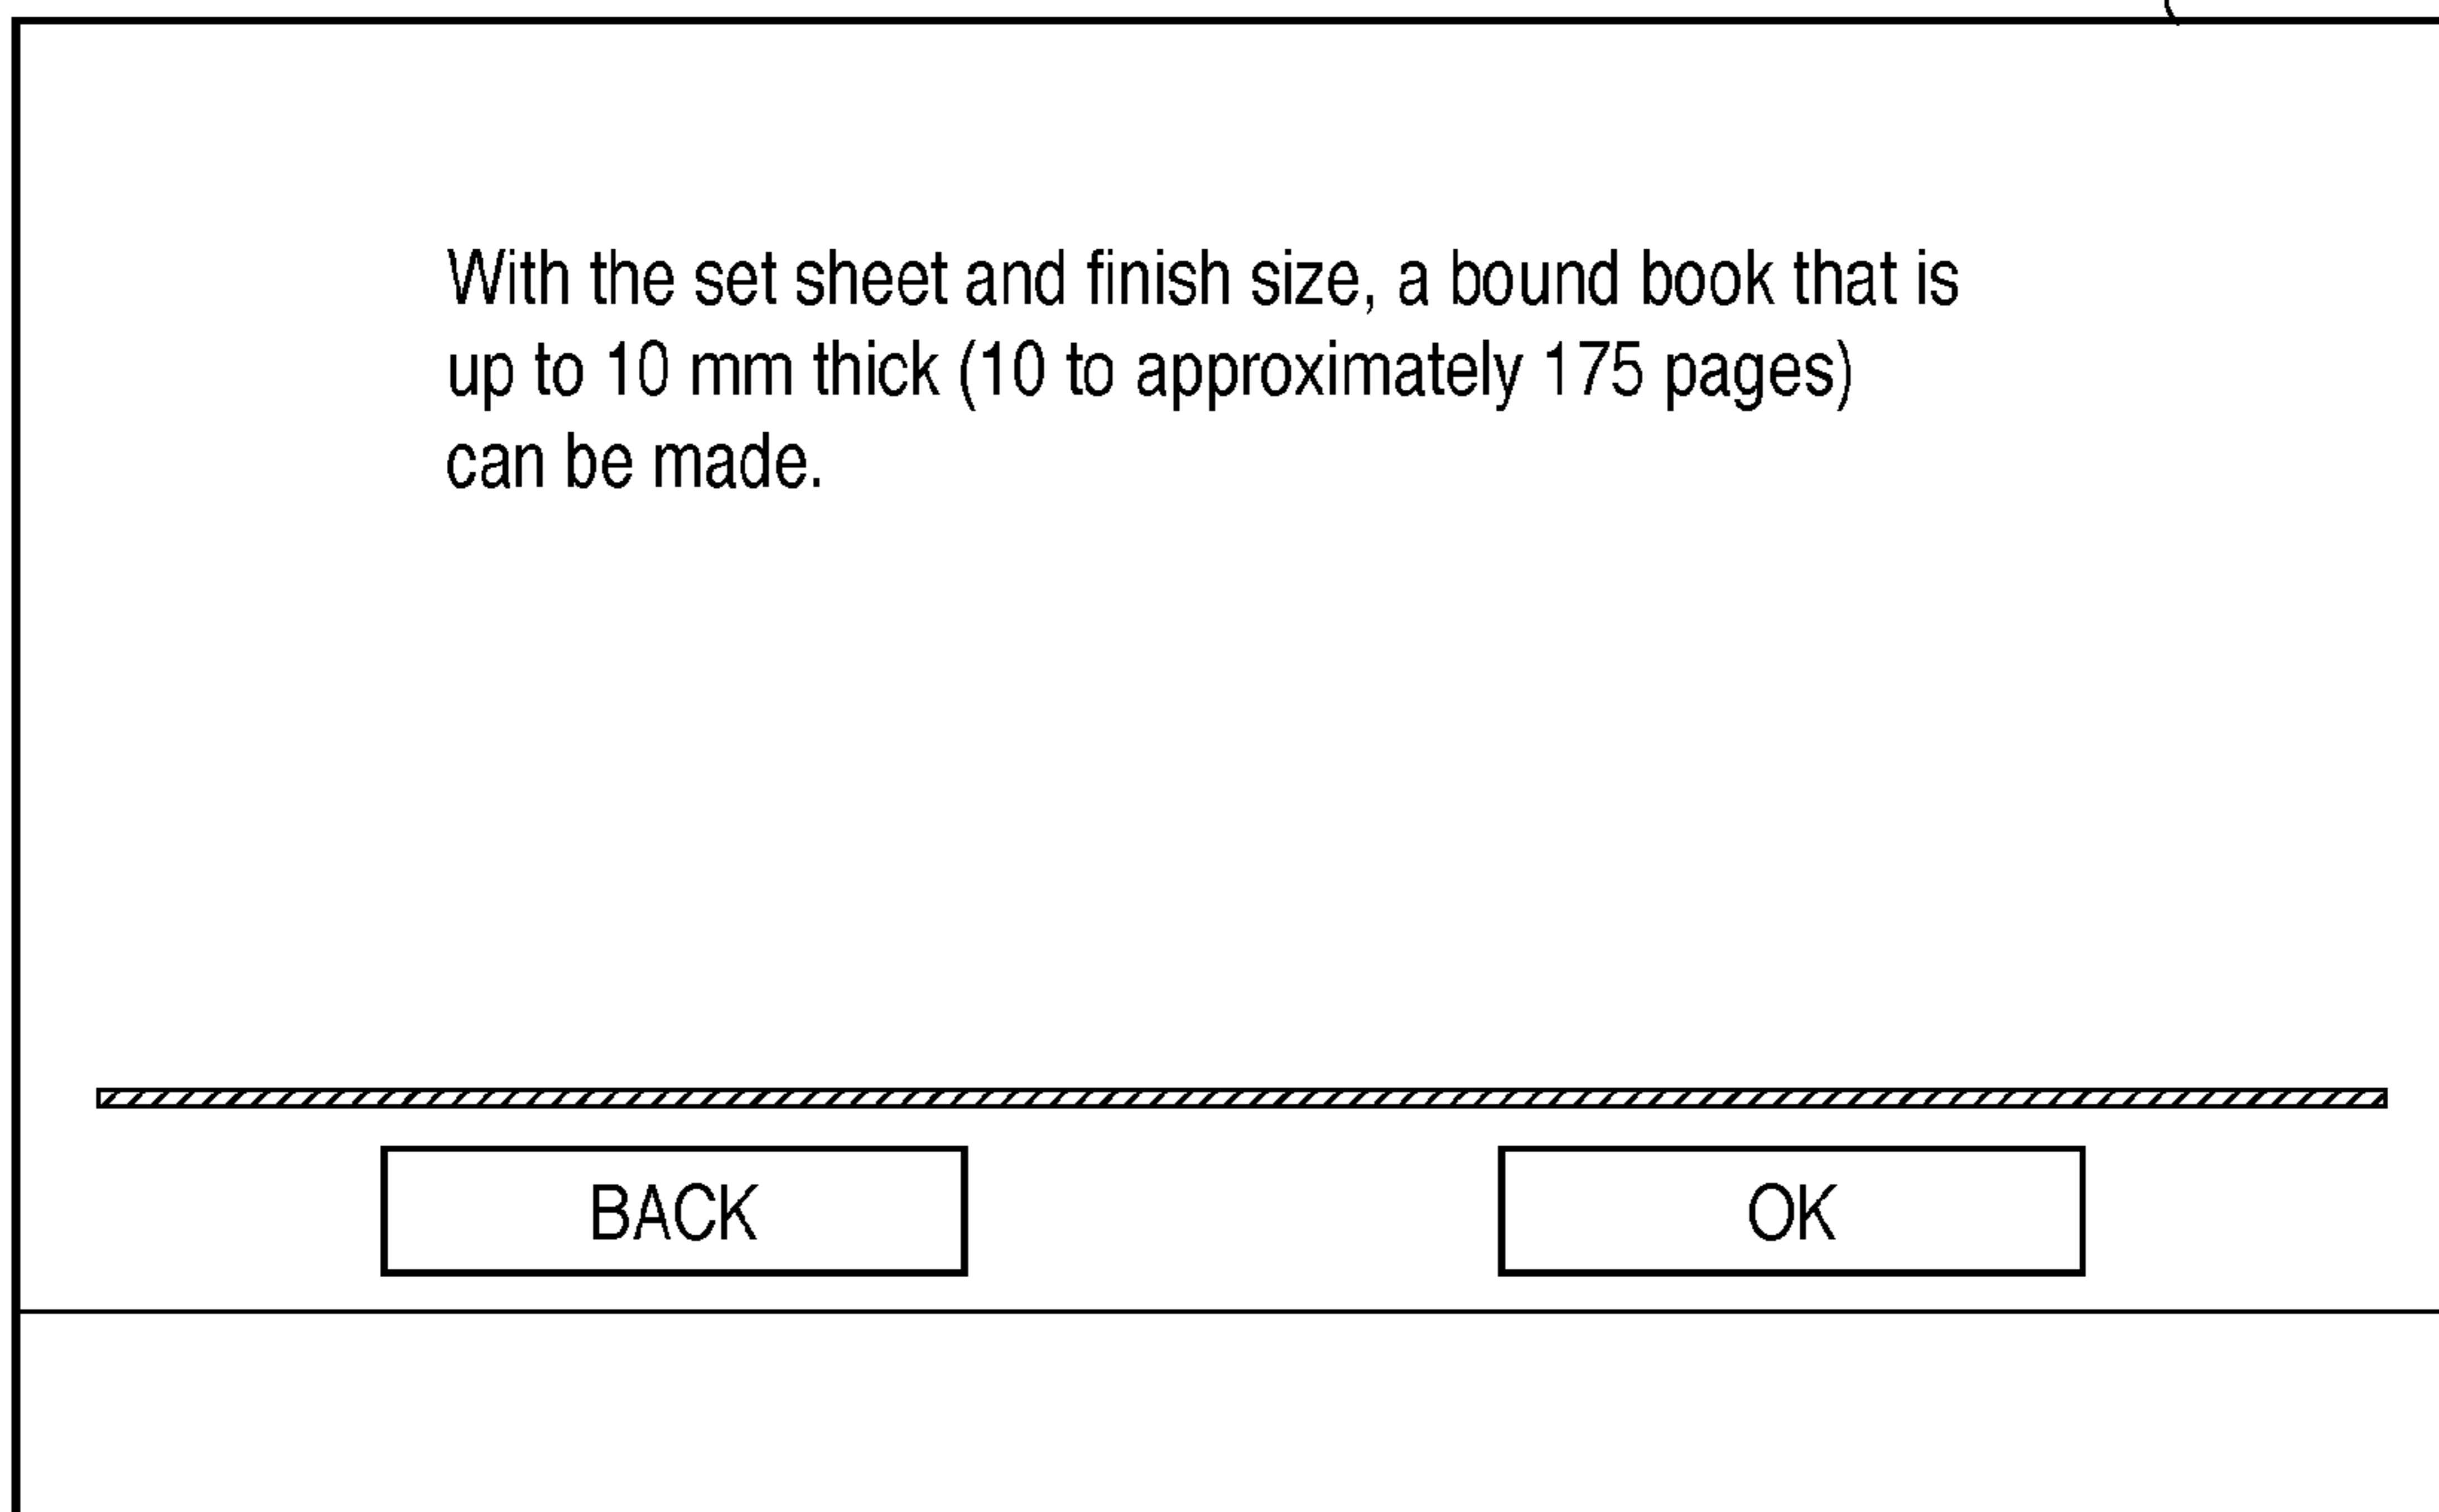 With the set sheet and finish size, a bound book that is
up to 10 mm thick (10 to approximately 175 pages)
can be made.
BACK
OK